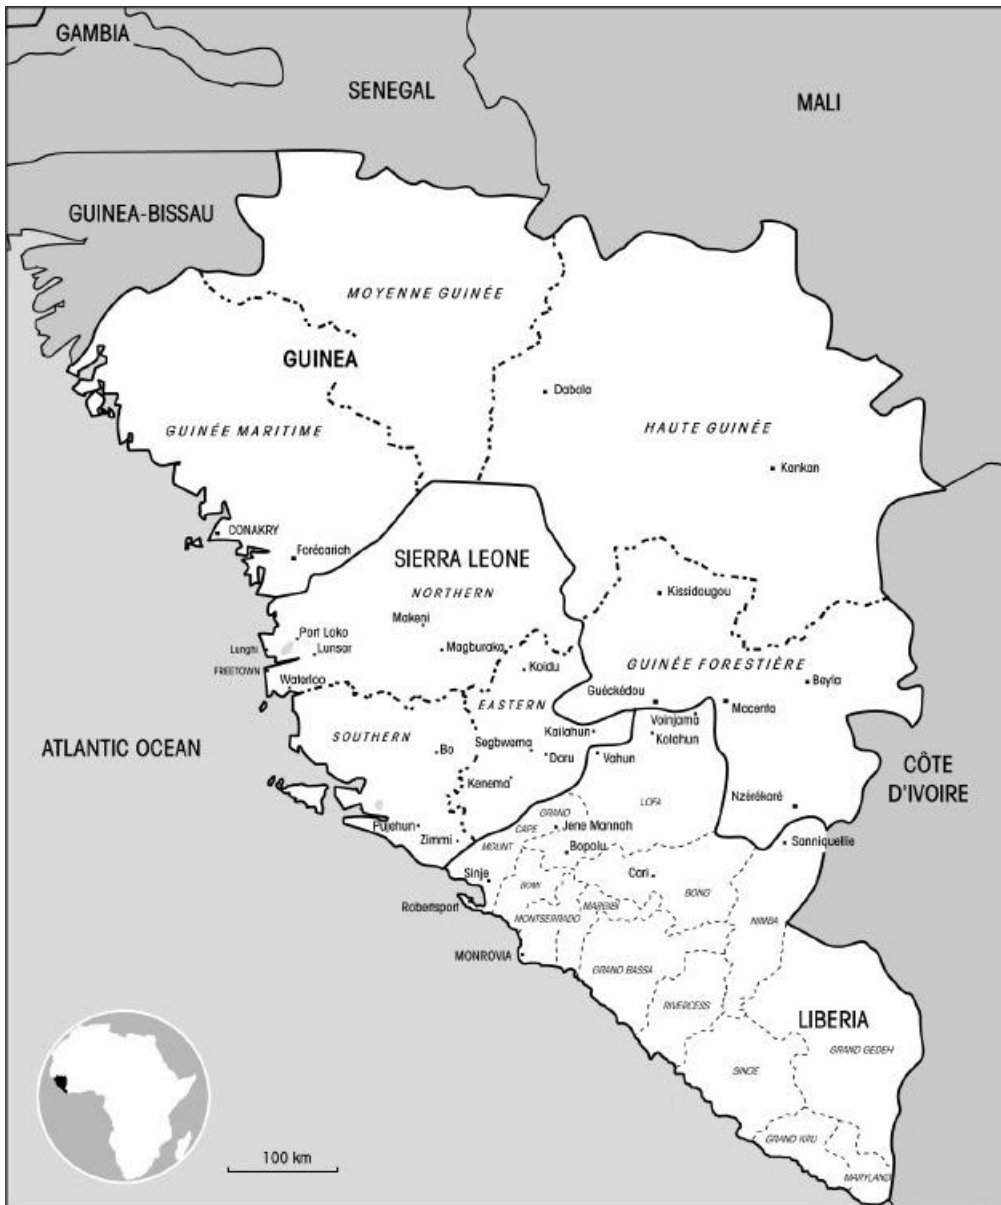 GAMBIA
SENEGAL
MALI
GUINEA-BISSAU
MOYENNE GUINÉE
GUINEA
Dabola
GUINÉE MARITIME
HAUTE GUINÉE
Kankan
CONAKRY
Forécariah
SIERRA LEONE
NORTHERN
Kissidougou
Makeni
Port Loko
Lunsar
Lunghi
Magburaka
FREETOWN
Koidu
GUINÉE FORESTIÈRE
Waterloo
Beyla
Guéckédou
EASTERN
Macenta
Voinjama
SOUTHERN
Kailahun
Kolahun
ATLANTIC OCEAN
Bo
Segbwema
Daru
Vahun
CÔTE
D'IVOIRE
Kenema
Nzérékoré
LOFA
GRAND
CAPE
MOUNT
Pujehun
Jene Mannah
Zimmi
Bopolu
Sanniquellie
Sinje
Cari
BOMI
BONG
Robertsport
MARGIBI
MONTSERRADO
NIMBA
MONROVIA
GRAND BASSA
RIVERCESS
LIBERIA
GRAND GEDEH
SINOE
GRAND KRU
MARYLAND
100 km